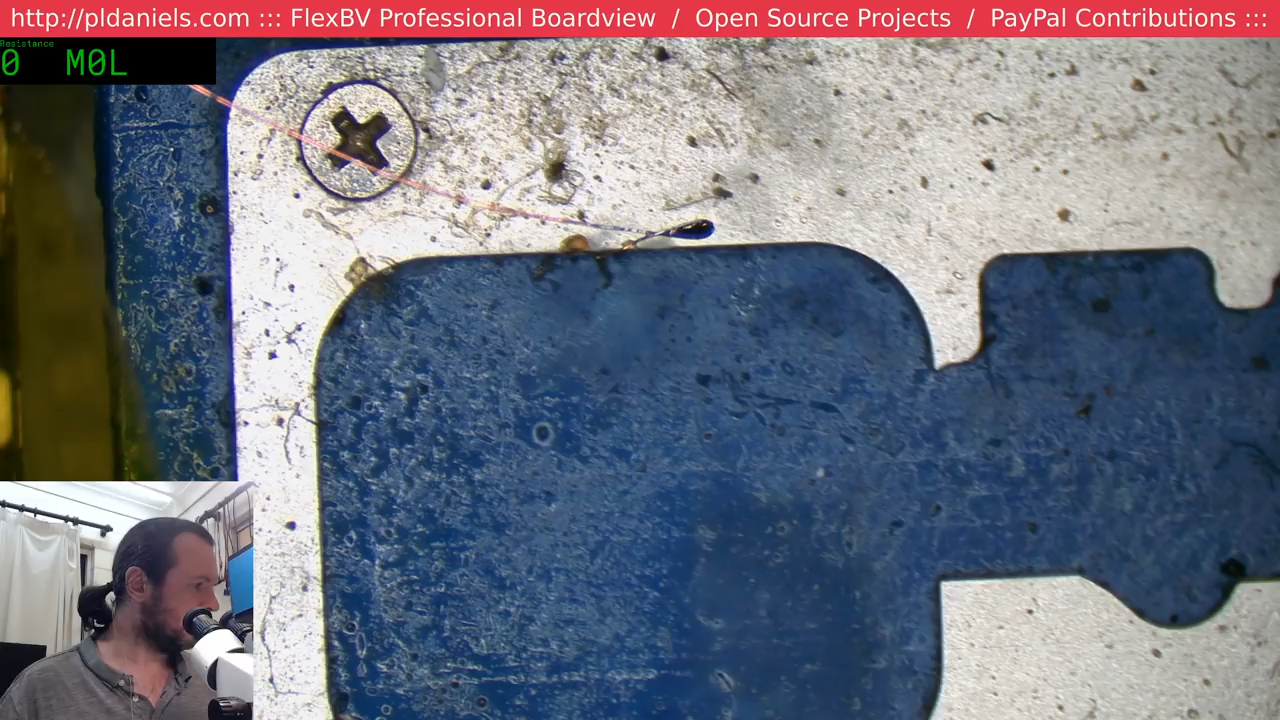 http://pldaniels.com ::: FlexBV Professional Boardview / Open Source Projects / PayPal Contributions :::
Resistance
0 M0L